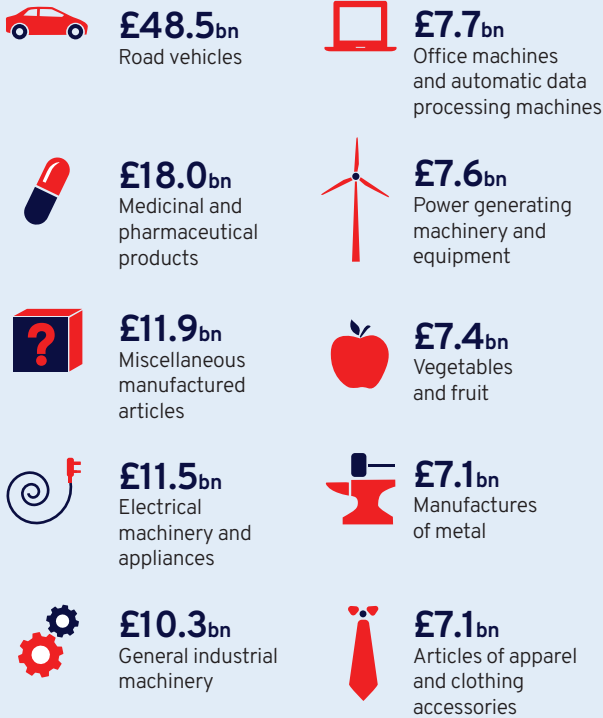 £48.5bn
Road vehicles
£18.0bn
Medicinal and
pharmaceutical
products
?
£11.9bn
Miscellaneous
manufactured
articles
£11.5bn
Electrical
machinery and
appliances
£10.3bn
General industrial
machinery
£7.7bn
Office machines
and automatic data
processing machines
£7.6bn
Power generating
machinery and
equipment
£7.4bn
Vegetables
and fruit
£7.1bn
Manufactures
of metal
£7.1bn
Articles of apparel
and clothing
accessories